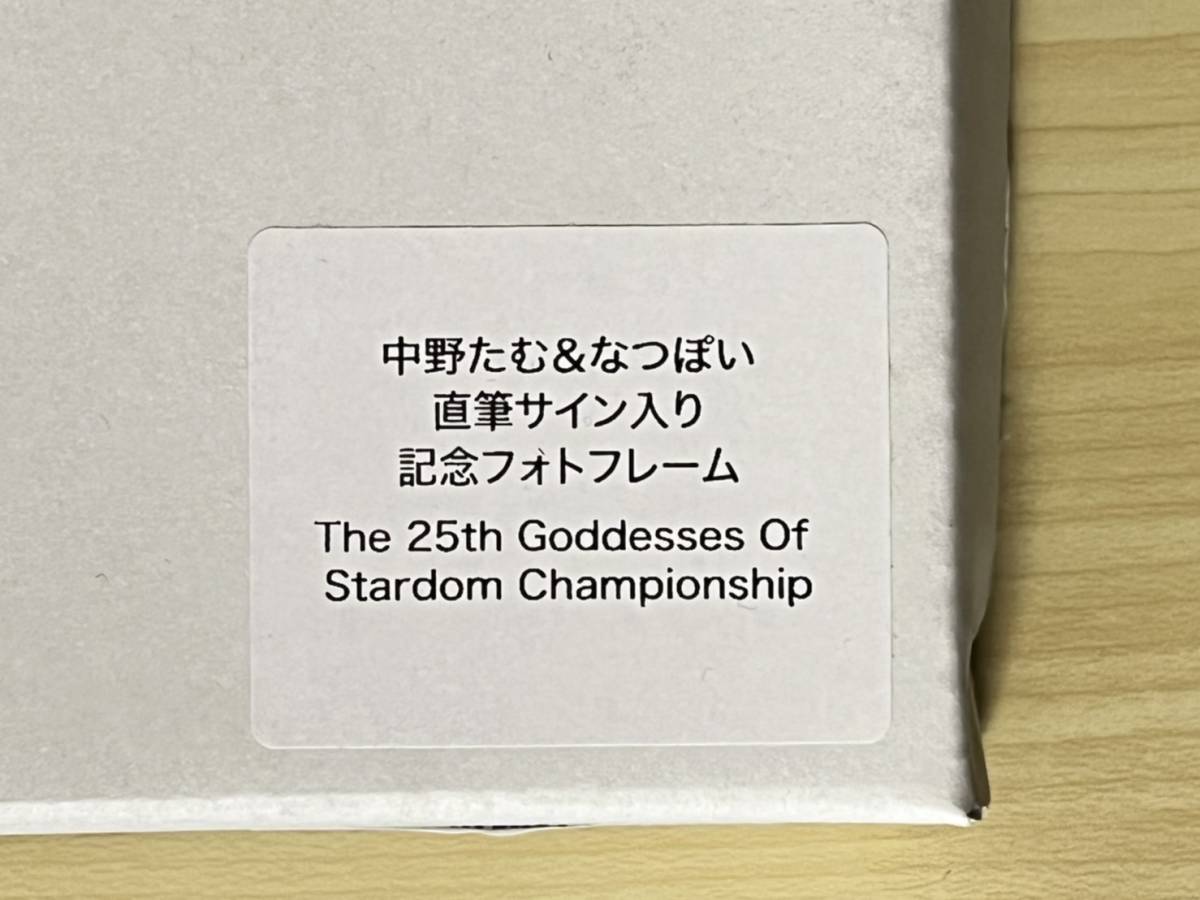 中野たむ&なつぽい
直筆サイン入り
記念フォトフレーム
The 25th Goddesses Of
Stardom Championship